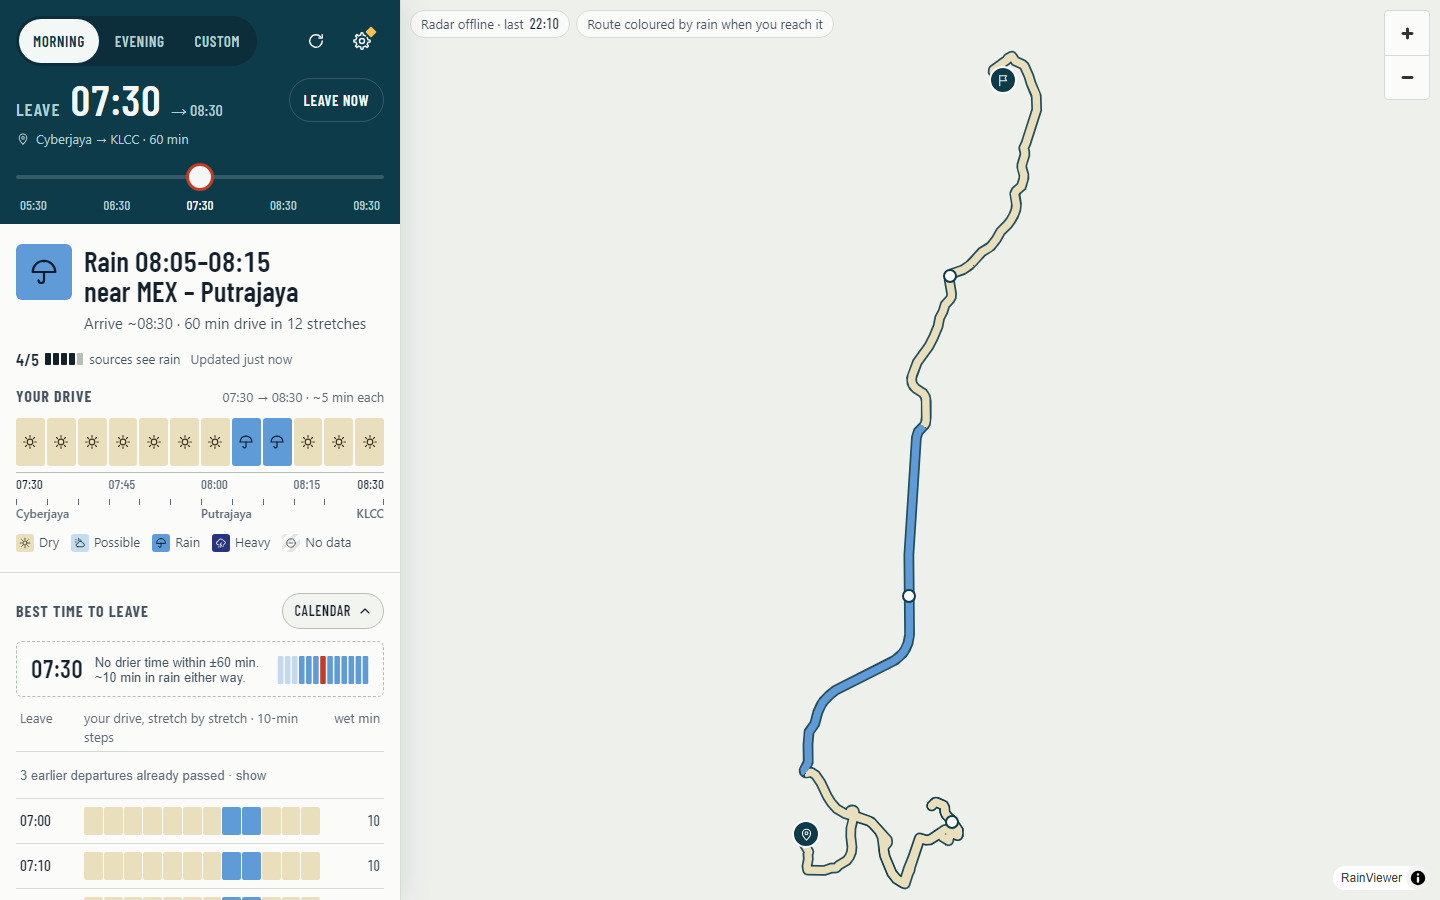 MORNING EVENING CUSTOM
LEAVE 07:30 → 08:30 LEAVE NOW
Cyberjaya → KLCC · 60 min
05:30 06:30 07:30 08:30 09:30
Rain 08:05–08:15
near MEX – Putrajaya
Arrive ~08:30 · 60 min drive in 12 stretches
4/5 sources see rain Updated just now
YOUR DRIVE 07:30 → 08:30 · ~5 min each
07:30 07:45 08:00 08:15 08:30
Cyberjaya Putrajaya KLCC
Dry Possible Rain Heavy No data
BEST TIME TO LEAVE CALENDAR
07:30 No drier time within ±60 min.
~10 min in rain either way.
Leave your drive, stretch by stretch · 10-min wet min
steps
3 earlier departures already passed · show
07:00 10
07:10 10
Radar offline · last 22:10 Route coloured by rain when you reach it
+
−
RainViewer